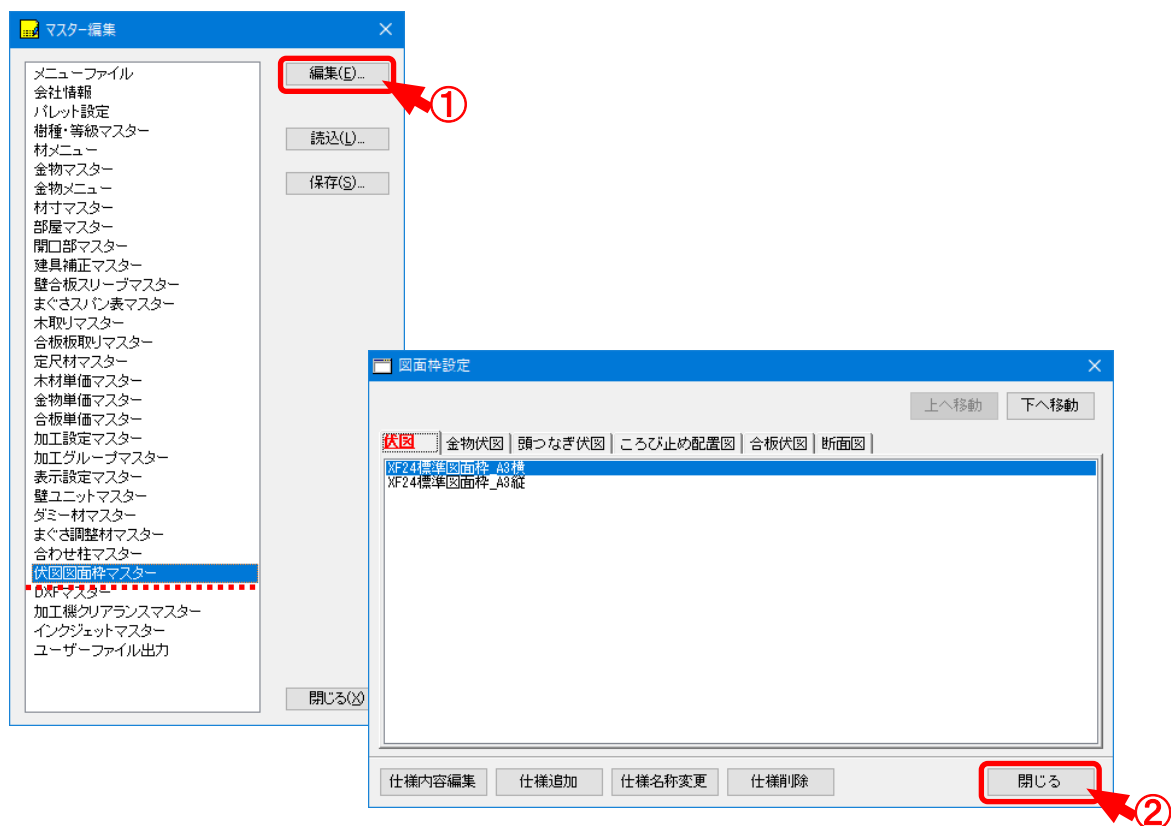 マスター編集
メニューファイル
会社情報
パレット設定
樹種・等級マスター
材メニュー
金物マスター
金物メニュー
材寸マスター
部屋マスター
開口部マスター
建具補正マスター
壁合板スリーブマスター
まぐさスパン表マスター
木取りマスター
合板板取りマスター
定尺材マスター
木材単価マスター
金物単価マスター
合板単価マスター
加工設定マスター
加工グループマスター
表示設定マスター
壁ユニットマスター
ダミー材マスター
まぐさ調整材マスター
合わせ柱マスター
伏図図面枠マスター
DXFマスター
加工機クリアランスマスター
インクジェットマスター
ユーザーファイル出力
編集(E)...
①
読込(L)...
保存(S)...
閉じる(X)
図面枠設定
上へ移動 下へ移動
伏図 金物伏図 頭つなぎ伏図 ころび止め配置図 合板伏図 断面図
XF24標準図面枠_A3横
XF24標準図面枠_A3縦
仕様内容編集 仕様追加 仕様名称変更 仕様削除 閉じる
②